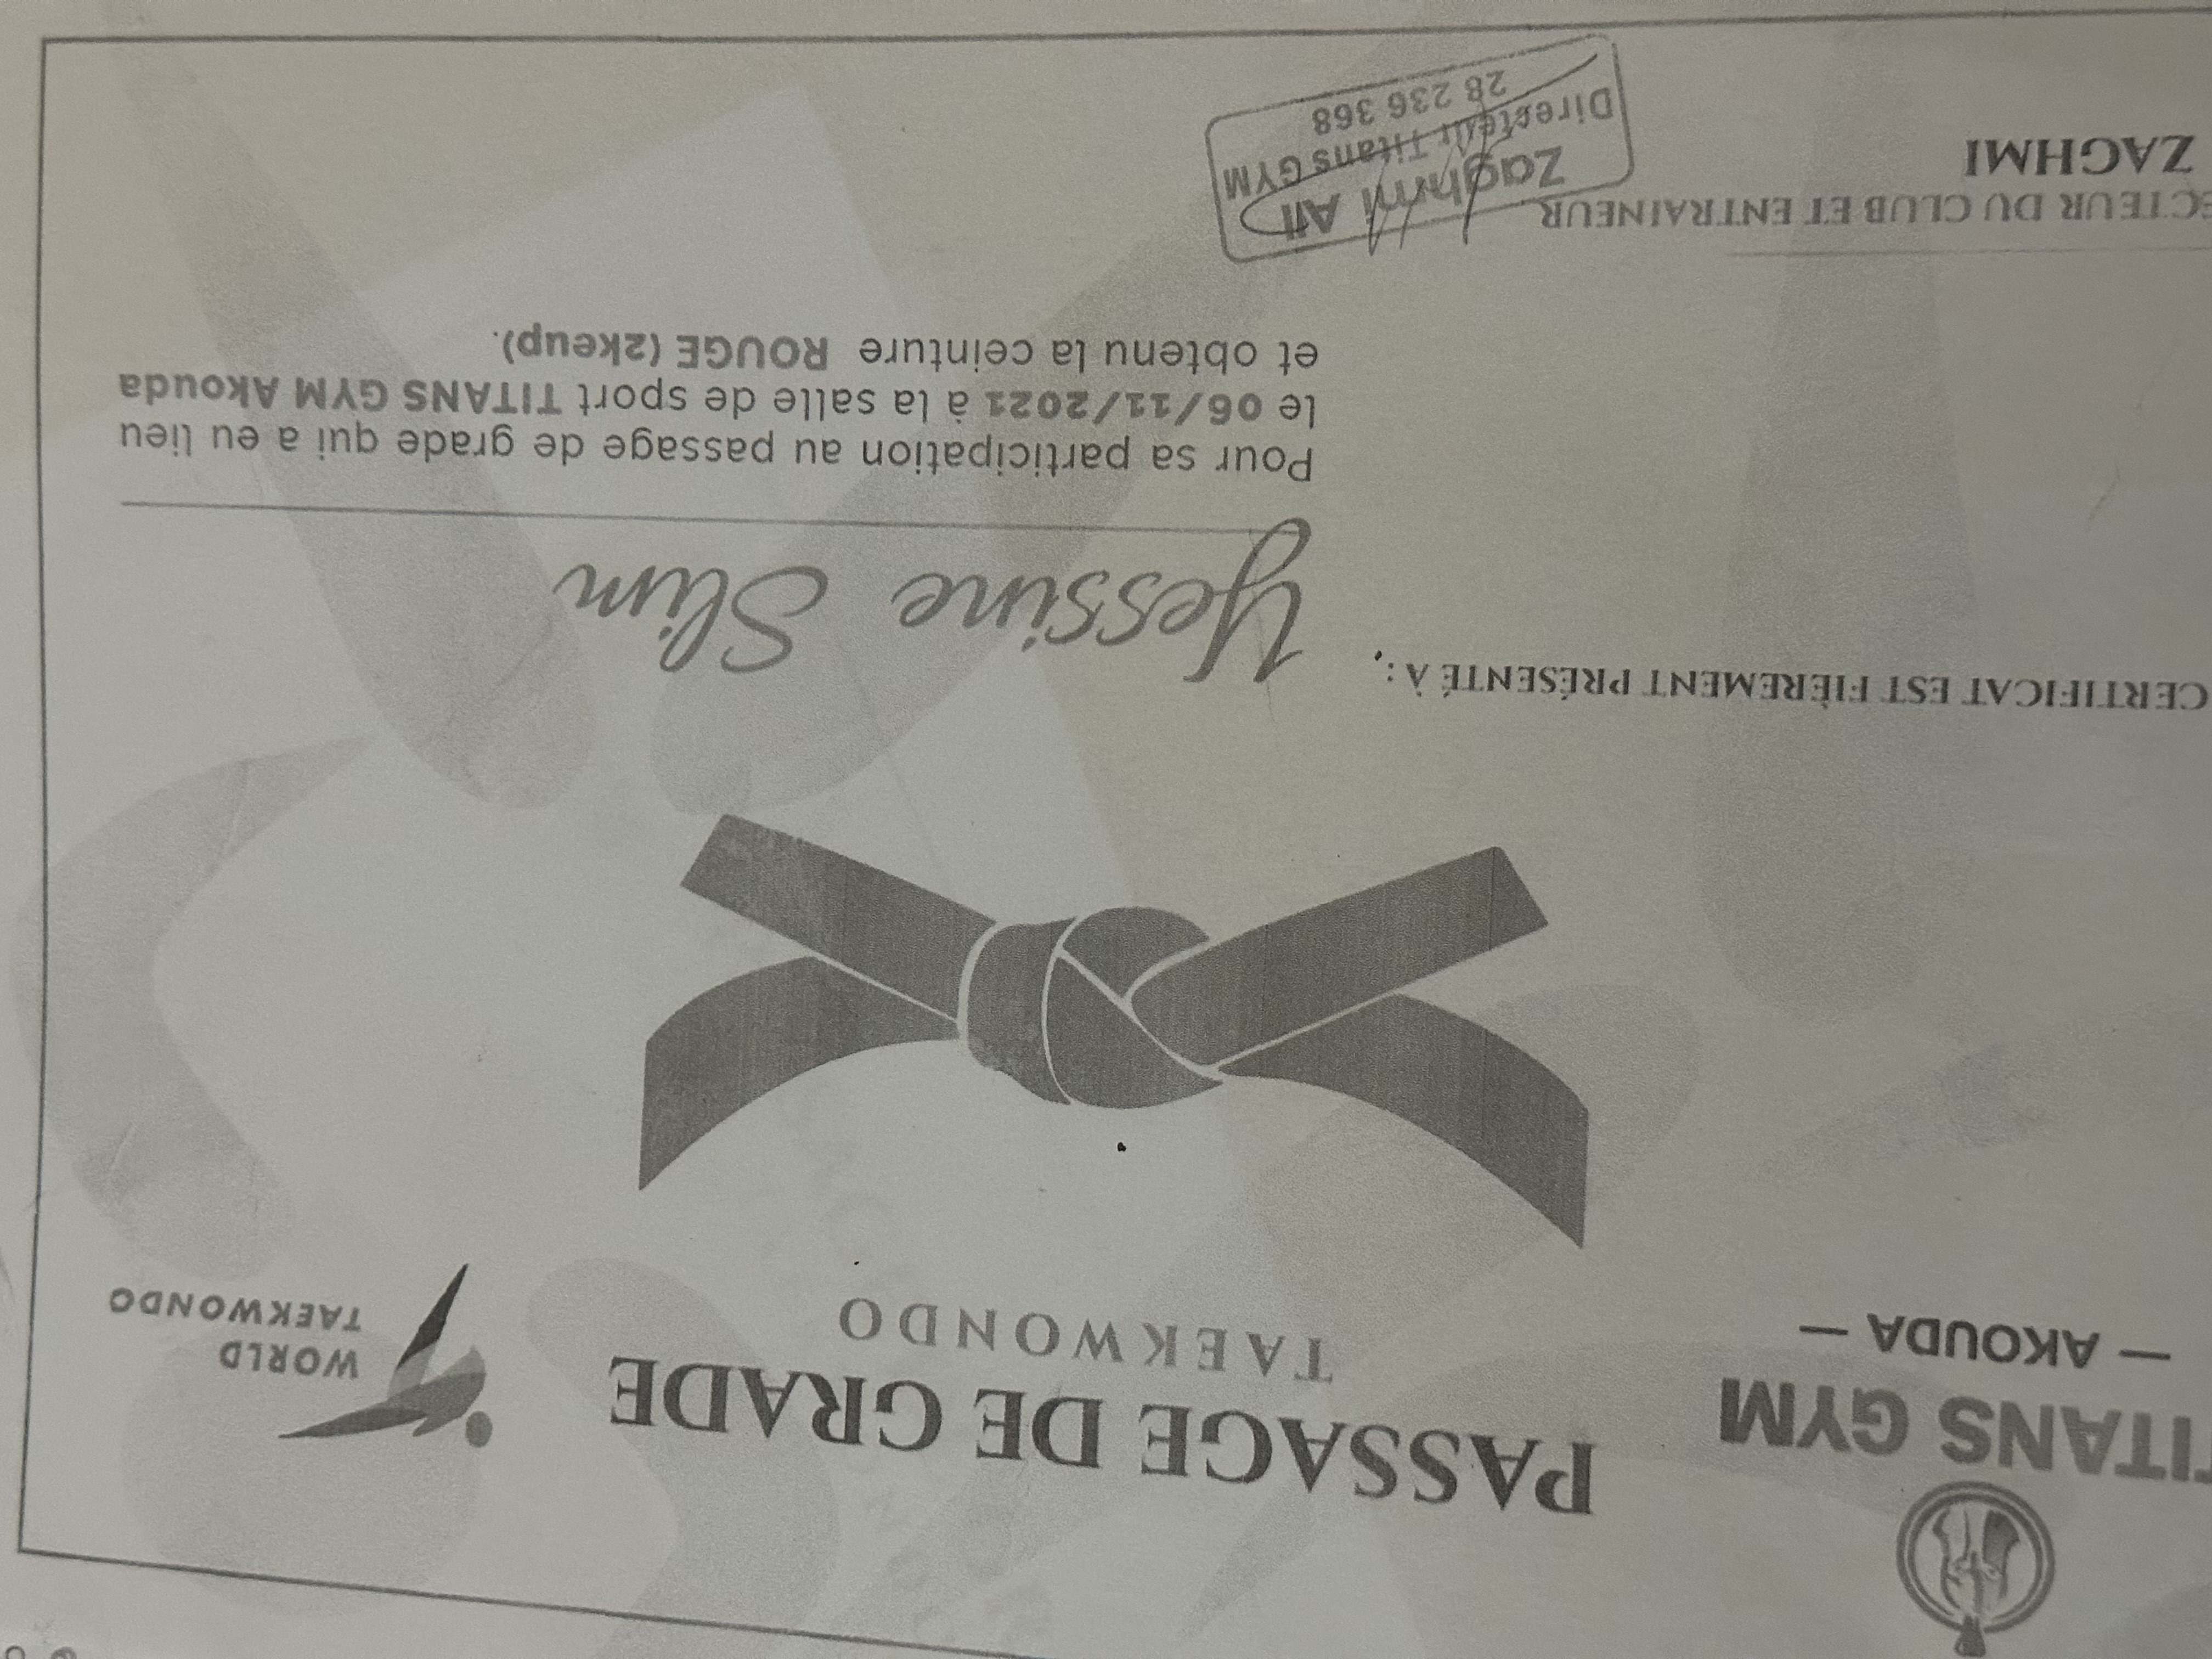 TITANS GYM
— AKOUDA —
PASSAGE DE GRADE
TAEKWONDO
WORLD
TAEKWONDO
CERTIFICAT EST FIÈREMENT PRÉSENTÉ À :
Yessine Slim
Pour sa participation au passage de grade qui a eu lieu
le 06/11/2021 à la salle de sport TITANS GYM Akouda
et obtenu la ceinture ROUGE (2keup).
ECTEUR DU CLUB ET ENTRAINEUR
ZAGHMI
Zaghmi Ali
Directeur Titans GYM
28 236 368